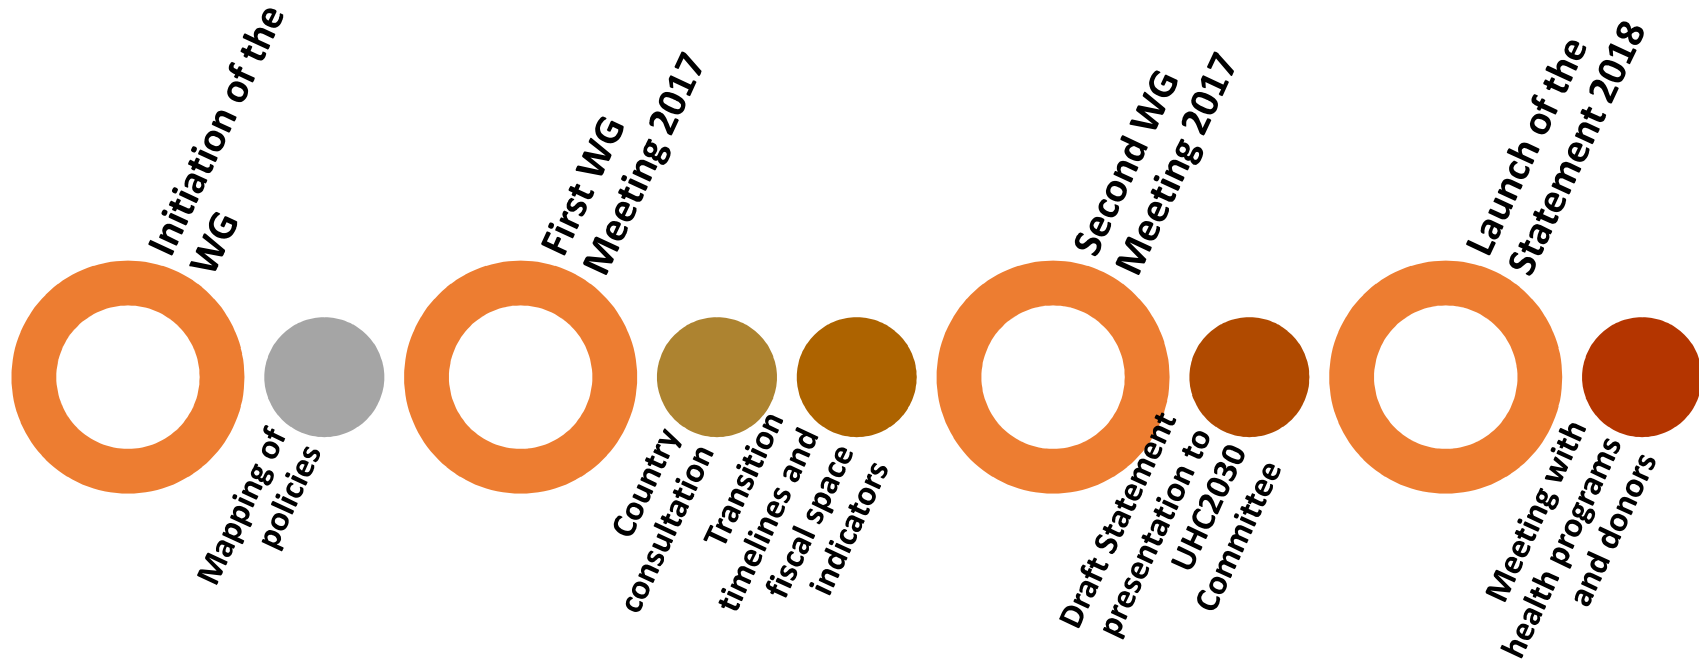 Initiation of the
WG
Mapping of
policies
First WG
Meeting 2017
Country
consultation
Transition
timelines and
fiscal space
indicators
Second WG
Meeting 2017
Draft Statement
presentation to
UHC2030
Committee
Launch of the
Statement 2018
Meeting with
health programs
and donors